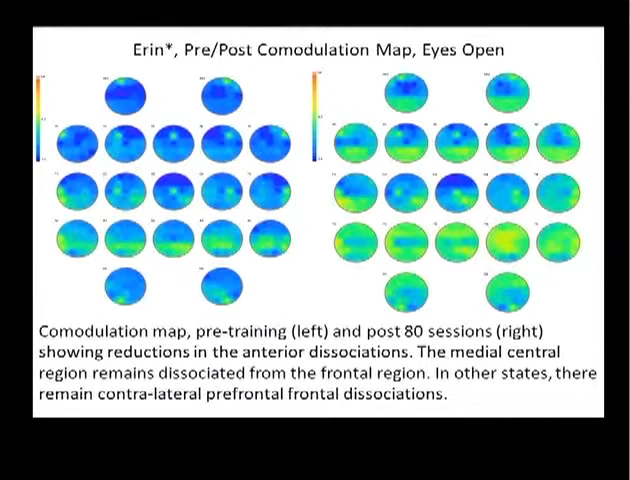 Erin*, Pre/Post Comodulation Map, Eyes Open
Comodulation map, pre-training (left) and post 80 sessions (right)
showing reductions in the anterior dissociations. The medial central
region remains dissociated from the frontal region. In other states, there
remain contra-lateral prefrontal frontal dissociations.